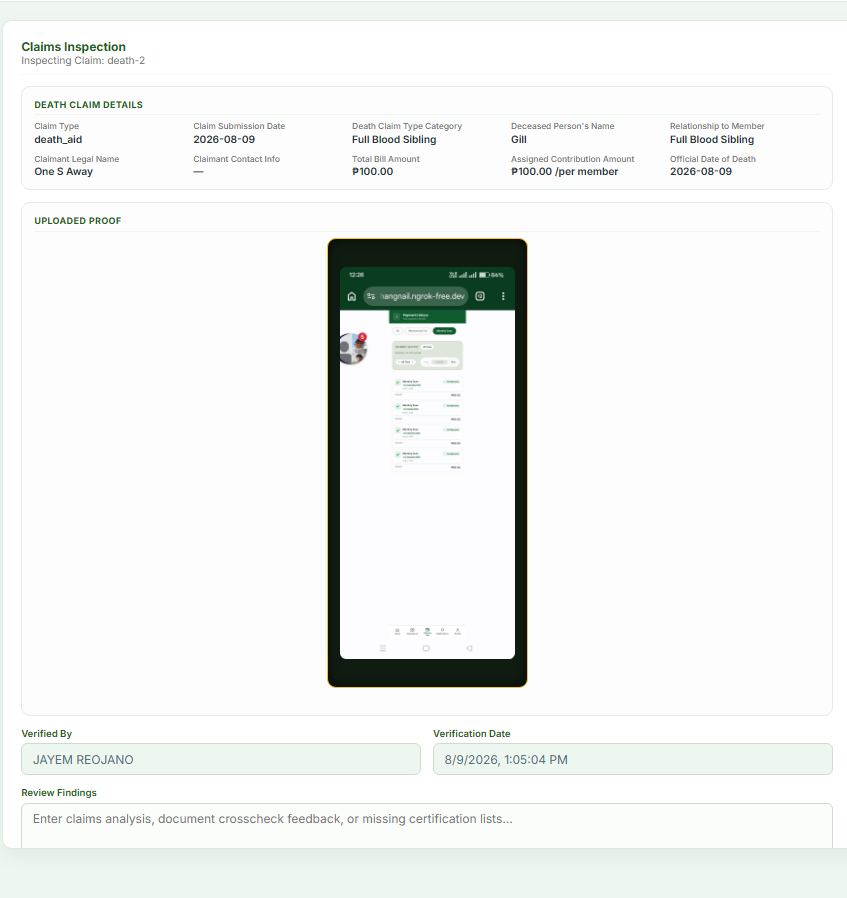 Claims Inspection
Inspecting Claim: death-2
DEATH CLAIM DETAILS
Claim Type
death_aid
Claim Submission Date
2026-08-09
Death Claim Type Category
Full Blood Sibling
Deceased Person's Name
Gill
Relationship to Member
Full Blood Sibling
Claimant Legal Name
One S Away
Claimant Contact Info
—
Total Bill Amount
₱100.00
Assigned Contribution Amount
₱100.00 /per member
Official Date of Death
2026-08-09
UPLOADED PROOF
12:26
84%
hangnail.ngrok-free.dev
Verified By
JAYEM REOJANO
Verification Date
8/9/2026, 1:05:04 PM
Review Findings
Enter claims analysis, document crosscheck feedback, or missing certification lists...